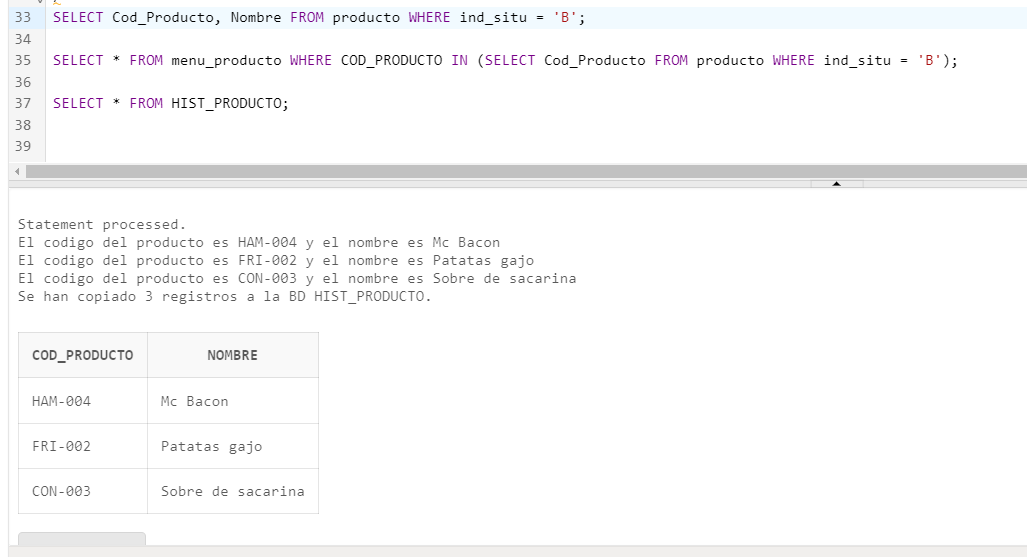 33 SELECT Cod_Producto, Nombre FROM producto WHERE ind_situ = 'B';
34
35 SELECT * FROM menu_producto WHERE COD_PRODUCTO IN (SELECT Cod_Producto FROM producto WHERE ind_situ = 'B');
36
37 SELECT * FROM HIST_PRODUCTO;
38
39
Statement processed.
El codigo del producto es HAM-004 y el nombre es Mc Bacon
El codigo del producto es FRI-002 y el nombre es Patatas gajo
El codigo del producto es CON-003 y el nombre es Sobre de sacarina
Se han copiado 3 registros a la BD HIST_PRODUCTO.
COD_PRODUCTO NOMBRE
HAM-004 Mc Bacon
FRI-002 Patatas gajo
CON-003 Sobre de sacarina